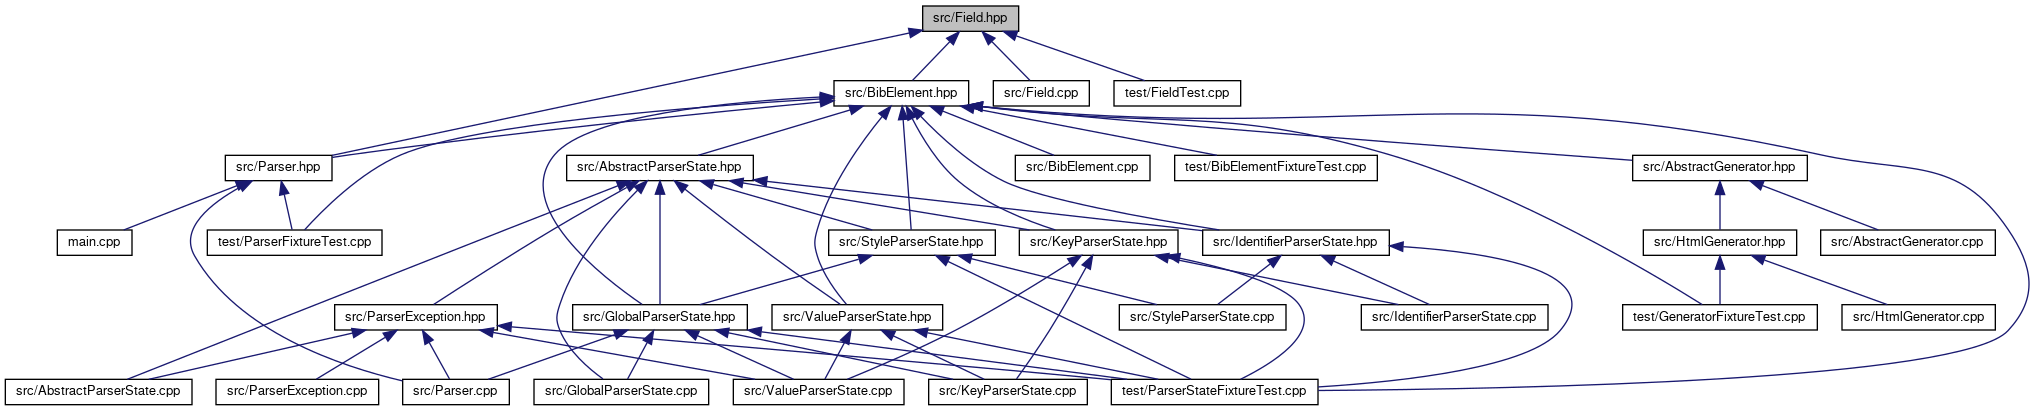 src/Field.hpp
src/BibElement.hpp
src/Field.cpp
test/FieldTest.cpp
src/Parser.hpp
src/AbstractParserState.hpp
src/BibElement.cpp
test/BibElementFixtureTest.cpp
src/AbstractGenerator.hpp
main.cpp
test/ParserFixtureTest.cpp
src/StyleParserState.hpp
src/KeyParserState.hpp
src/IdentifierParserState.hpp
src/HtmlGenerator.hpp
src/AbstractGenerator.cpp
src/ParserException.hpp
src/GlobalParserState.hpp
src/ValueParserState.hpp
src/StyleParserState.cpp
src/IdentifierParserState.cpp
test/GeneratorFixtureTest.cpp
src/HtmlGenerator.cpp
src/AbstractParserState.cpp
src/ParserException.cpp
src/Parser.cpp
src/GlobalParserState.cpp
src/ValueParserState.cpp
src/KeyParserState.cpp
test/ParserStateFixtureTest.cpp